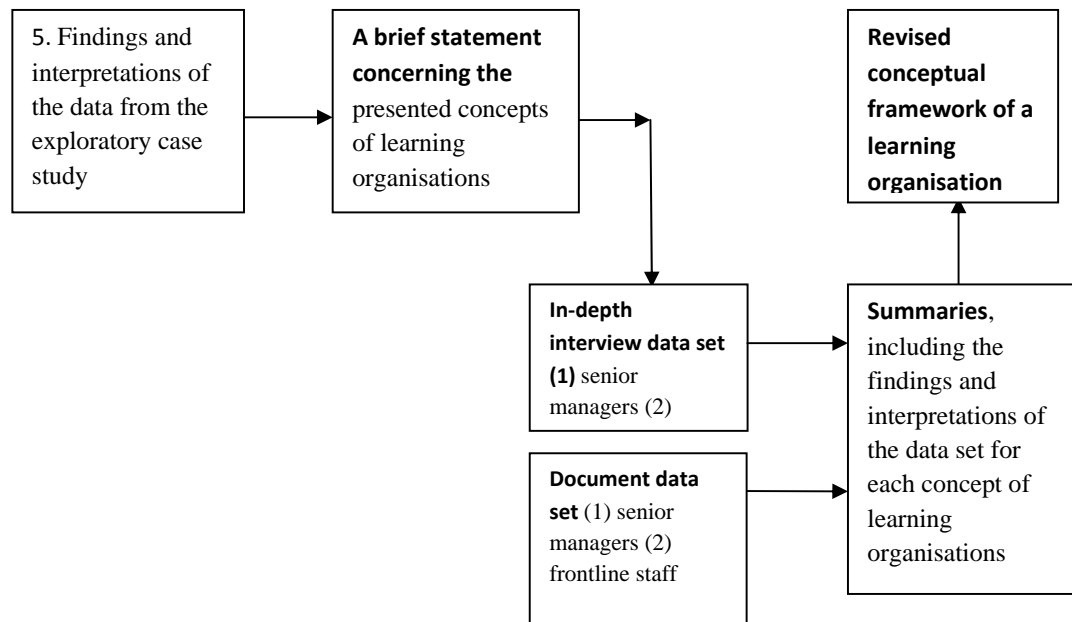 5. Findings and
interpretations of
the data from the
exploratory case
study
A brief statement
concerning the
presented concepts
of learning
organisations
Revised
conceptual
framework of a
learning
organisation
In-depth
interview data set
(1) senior
managers (2)
Summaries,
including the
findings and
interpretations of
the data set for
each concept of
learning
organisations
Document data
set (1) senior
managers (2)
frontline staff